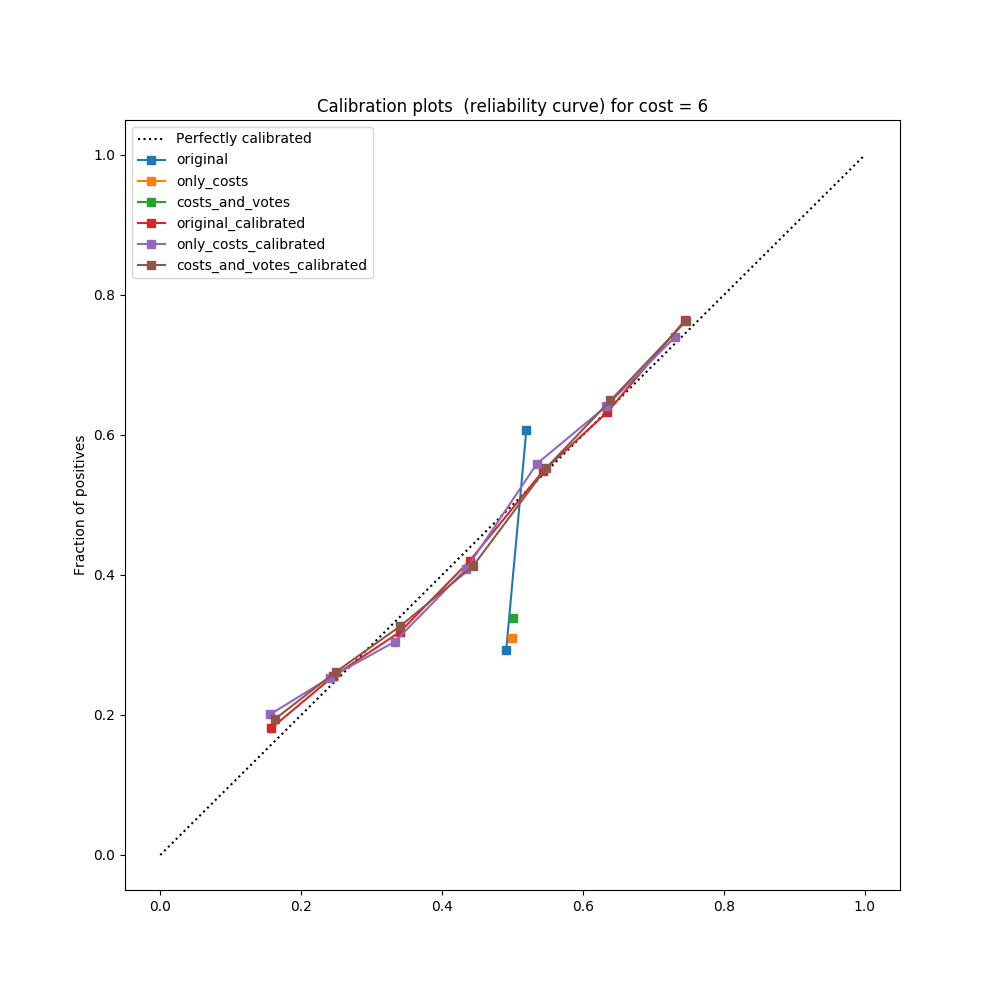 Calibration plots  (reliability curve) for cost = 6
Perfectly calibrated
original
only_costs
costs_and_votes
original_calibrated
only_costs_calibrated
costs_and_votes_calibrated
Fraction of positives
1.0
0.8
0.6
0.4
0.2
0.0
0.0 0.2 0.4 0.6 0.8 1.0